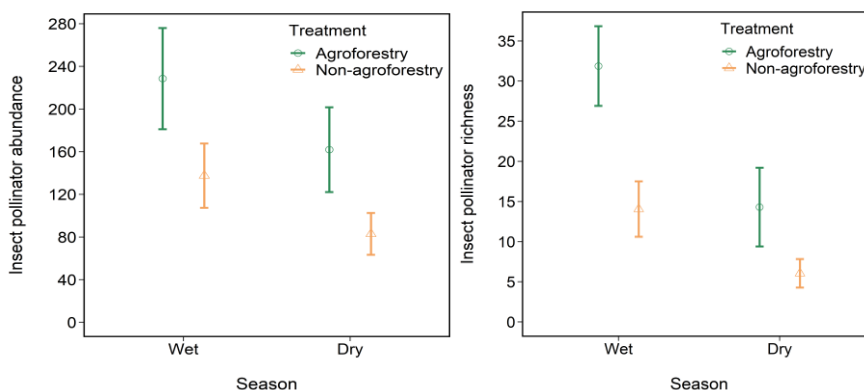 Insect pollinator abundance
280
240
200
160
120
80
40
0
Treatment
Agroforestry
Non-agroforestry
Wet
Dry
Season
Insect pollinator richness
35
30
25
20
15
10
5
0
Treatment
Agroforestry
Non-agroforestry
Wet
Dry
Season